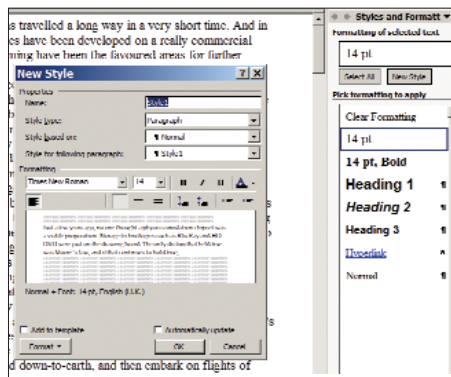 s travelled a long way in a very short time. And in
es have been developed on a really commercial
ming have been the favoured areas for further
New Style
Properties
Name: Style1
Style type: Paragraph
Style based on: ¶ Normal
Style for following paragraph: ¶ Style1
Formatting
Times New Roman 14 B I U A
Normal + Font: 14 pt, English (U.K.)
Add to template Automatically update
Format OK Cancel
d down-to-earth, and then embark on flights of
Styles and Formatt
Formatting of selected text
14 pt
Select All New Style
Pick formatting to apply
Clear Formatting
14 pt
14 pt, Bold
Heading 1 ¶
Heading 2 ¶
Heading 3 ¶
Hyperlink a
Normal ¶